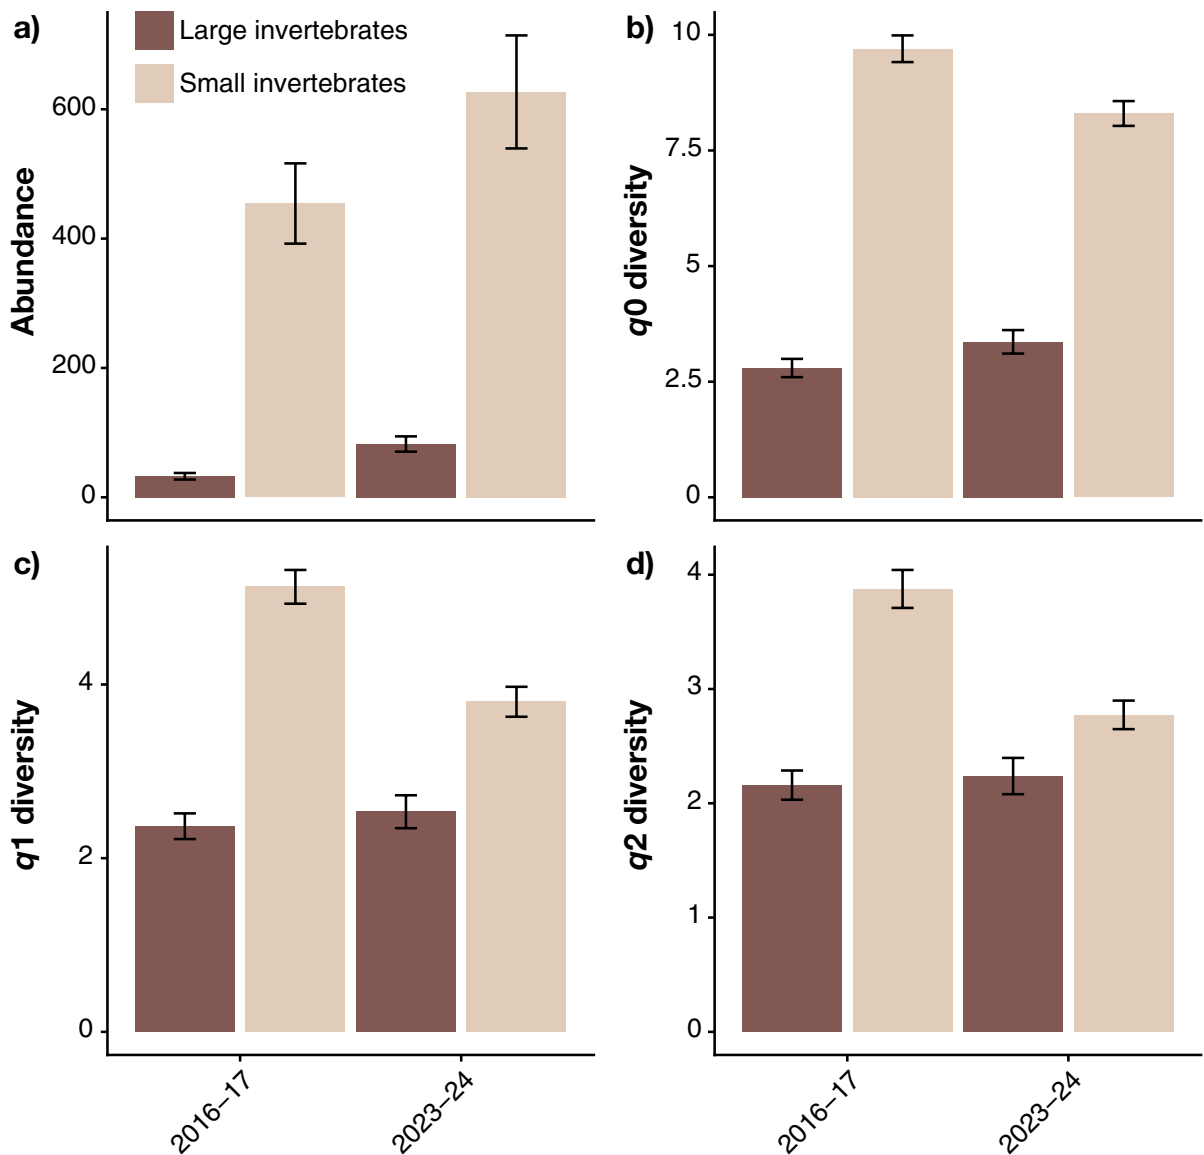 a)
Large invertebrates
Small invertebrates
600
400
200
0
Abundance
b)
10
7.5
5
2.5
0
q0 diversity
c)
4
2
0
q1 diversity
2016–17
2023–24
d)
4
3
2
1
0
q2 diversity
2016–17
2023–24